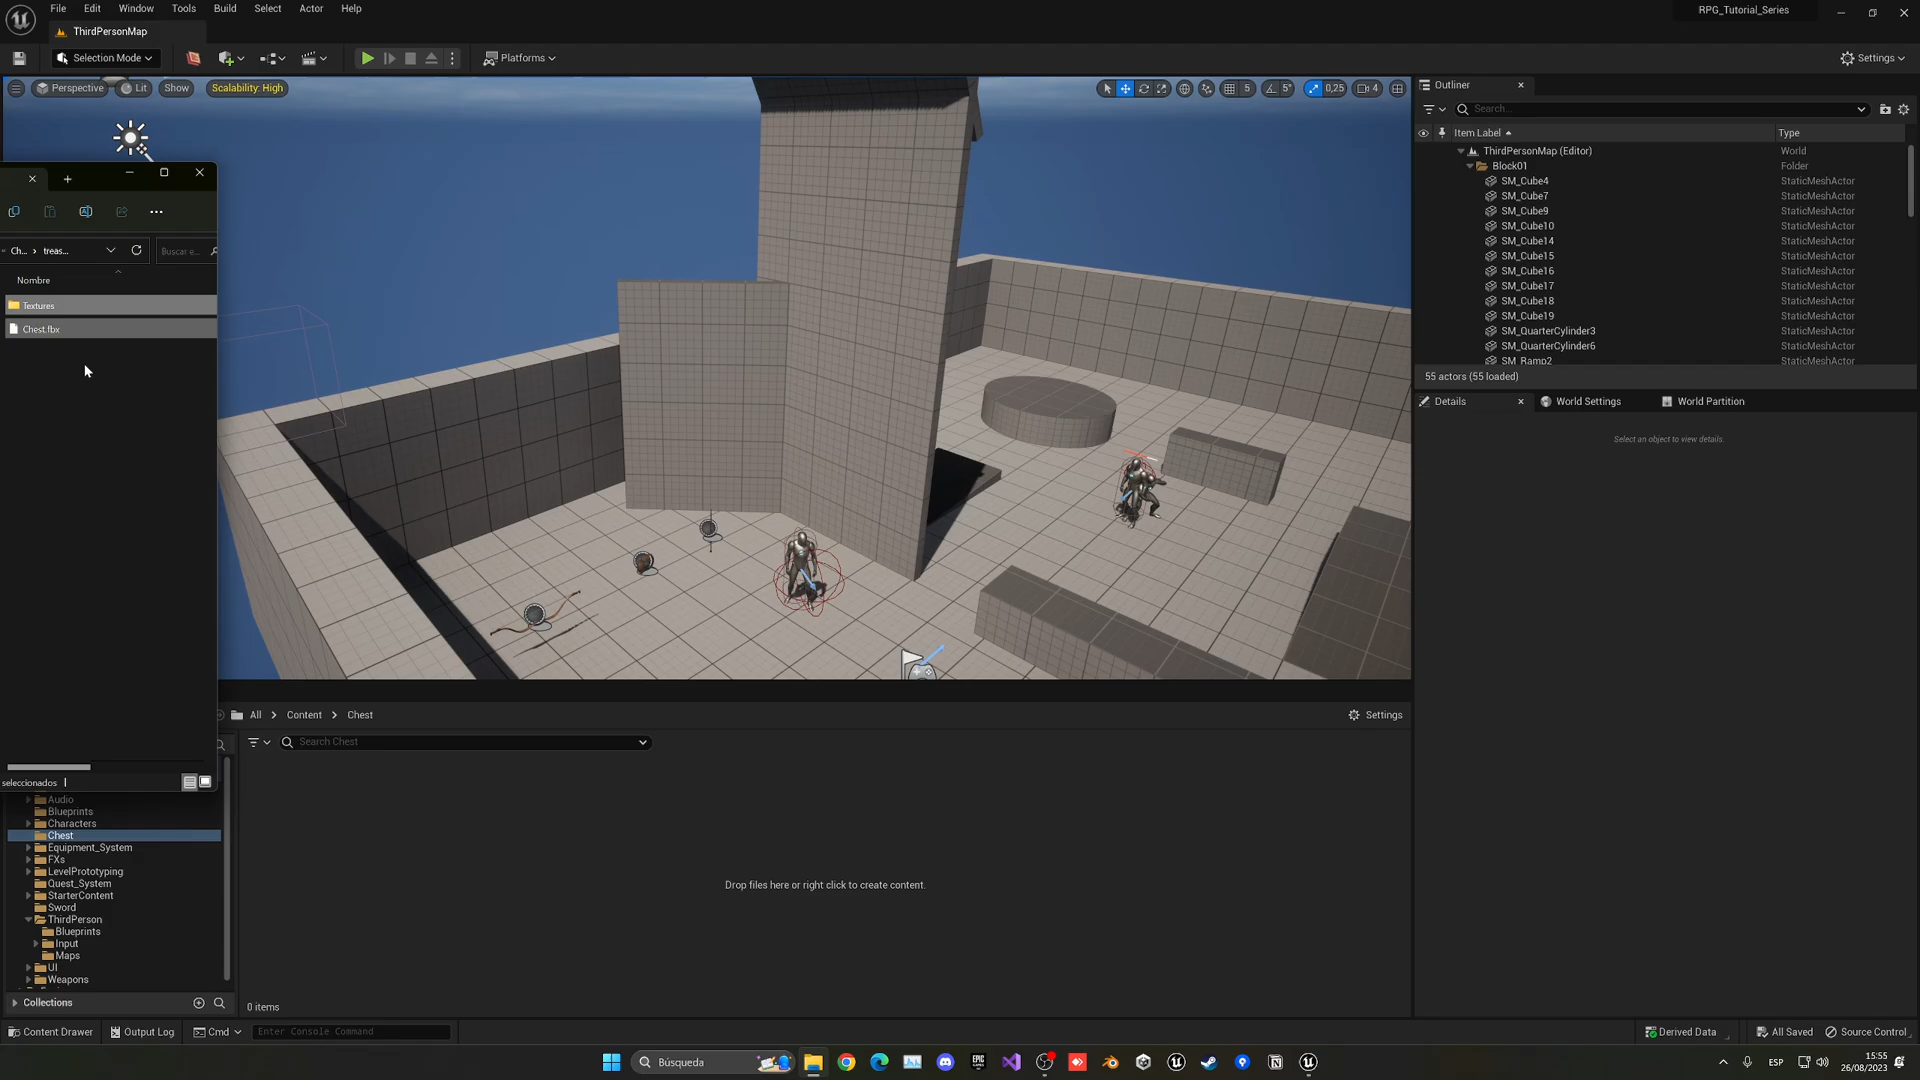 File Edit Window Tools Build Select Actor Help
RPG_Tutorial_Series
ThirdPersonMap
Selection Mode
Platforms
Settings
Perspective
Lit
Show
Scalability: High
5
5°
0,25
4
Outliner
Search...
Item Label
Type
ThirdPersonMap (Editor) World
Block01 Folder
SM_Cube4 StaticMeshActor
SM_Cube7 StaticMeshActor
SM_Cube9 StaticMeshActor
SM_Cube10 StaticMeshActor
SM_Cube14 StaticMeshActor
SM_Cube15 StaticMeshActor
SM_Cube16 StaticMeshActor
SM_Cube17 StaticMeshActor
SM_Cube18 StaticMeshActor
SM_Cube19 StaticMeshActor
SM_QuarterCylinder3 StaticMeshActor
SM_QuarterCylinder6 StaticMeshActor
SM_Ramp2 StaticMeshActor
55 actors (55 loaded)
Details
World Settings
World Partition
Select an object to view details.
Ch... › treas...
Buscar e...
Nombre
Textures
Chest.fbx
seleccionados
All > Content > Chest
Settings
Search Chest
Drop files here or right click to create content.
0 items
Audio
Blueprints
Characters
Chest
Equipment_System
FXs
LevelPrototyping
Quest_System
StarterContent
Sword
ThirdPerson
Blueprints
Input
Maps
UI
Weapons
Collections
Content Drawer
Output Log
Cmd
Enter Console Command
Derived Data
All Saved
Source Control
Búsqueda
EPIC GAMES
ESP
15:55
26/08/2023